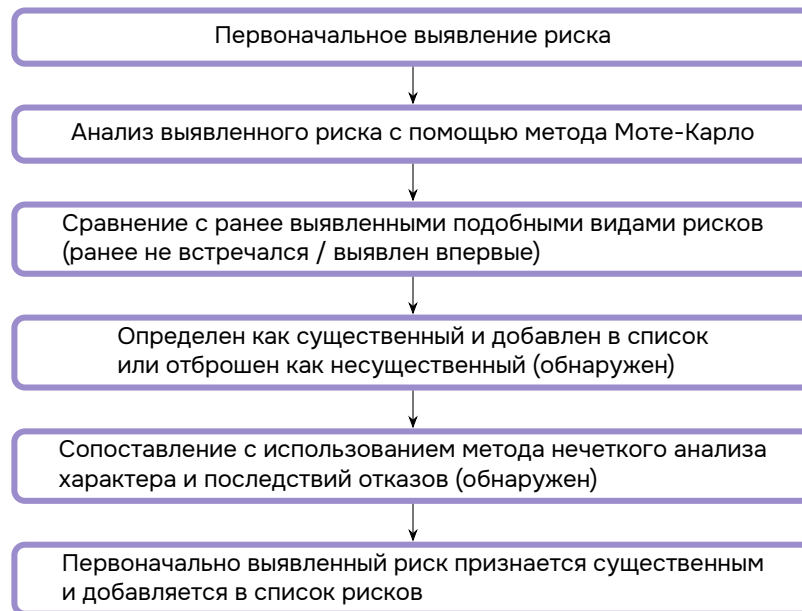 Первоначальное выявление риска
Анализ выявленного риска с помощью метода Моте-Карло
Сравнение с ранее выявленными подобными видами рисков
(ранее не встречался / выявлен впервые)
Определен как существенный и добавлен в список
или отброшен как несущественный (обнаружен)
Сопоставление с использованием метода нечеткого анализа
характера и последствий отказов (обнаружен)
Первоначально выявленный риск признается существенным
и добавляется в список рисков